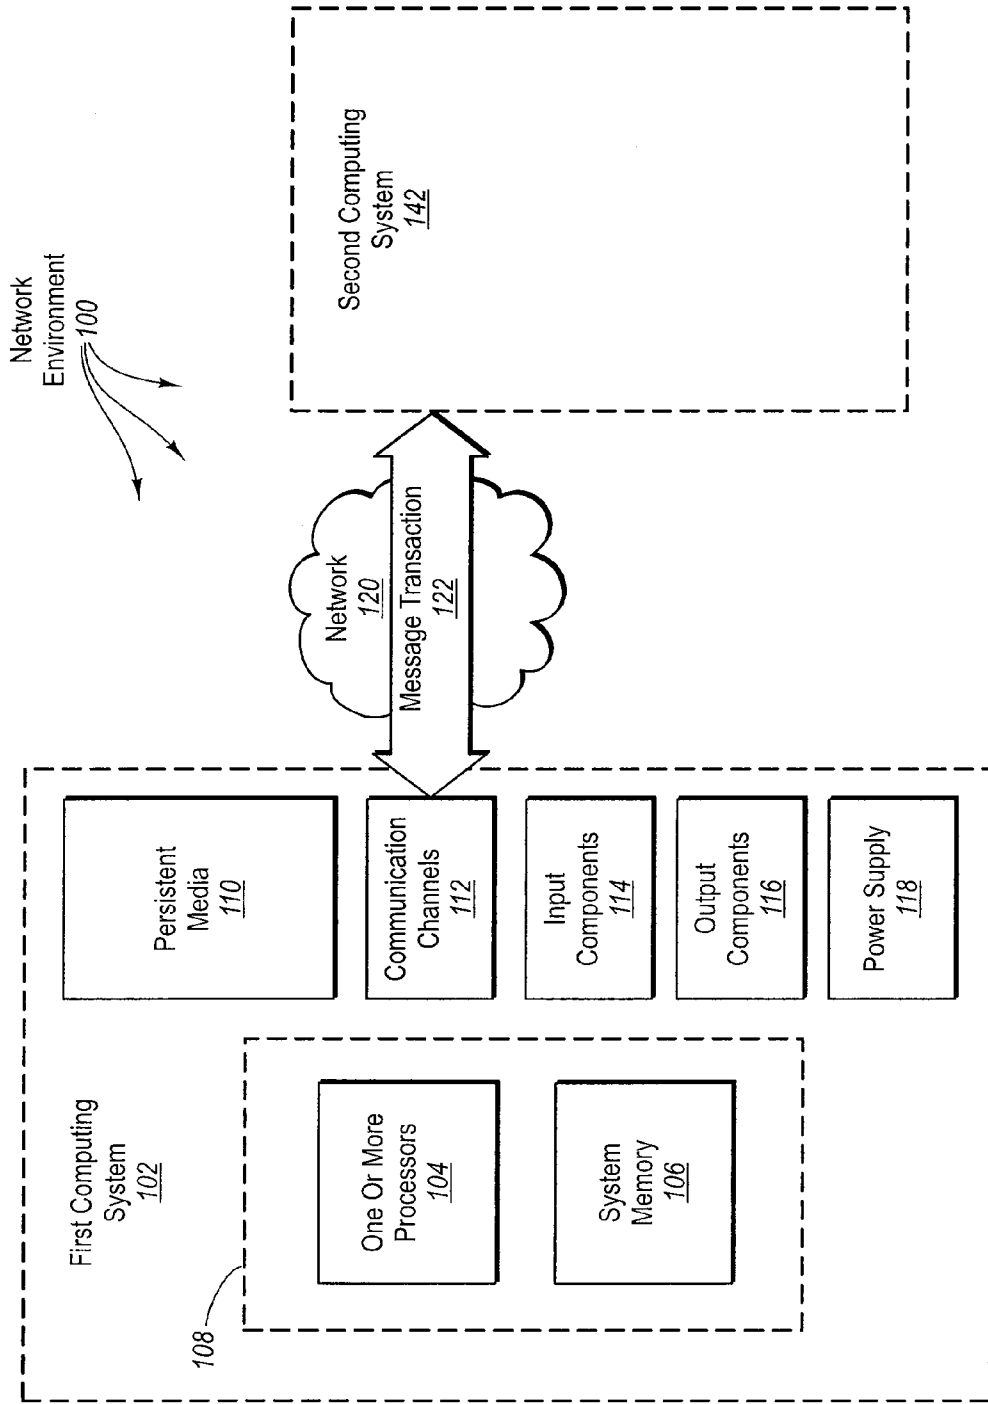 Network
Environment
100
First Computing
System
102
108
One Or More
Processors
104
System
Memory
106
Persistent
Media
110
Communication
Channels
112
Input
Components
114
Output
Components
116
Power Supply
118
Network
120
Message Transaction
122
Second Computing
System
142